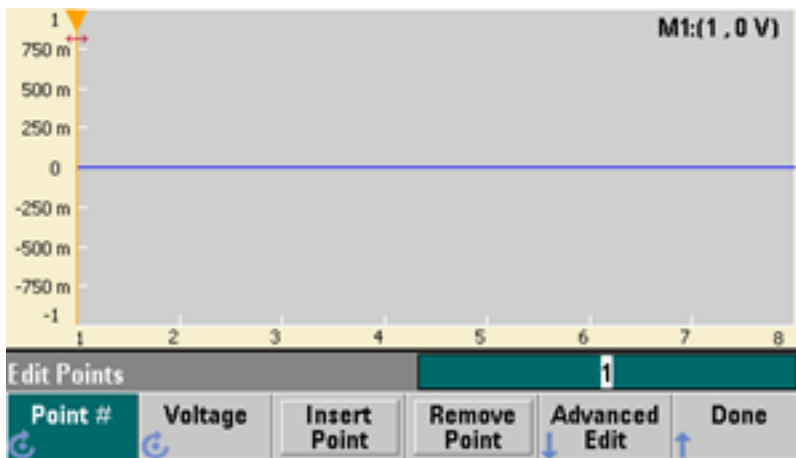 1
M1:(1 , 0 V)
750 m
500 m
250 m
0
-250 m
-500 m
-750 m
-1
1 2 3 4 5 6 7 8
Edit Points
1
Point #
Voltage
Insert
Point
Remove
Point
Advanced
Edit
Done